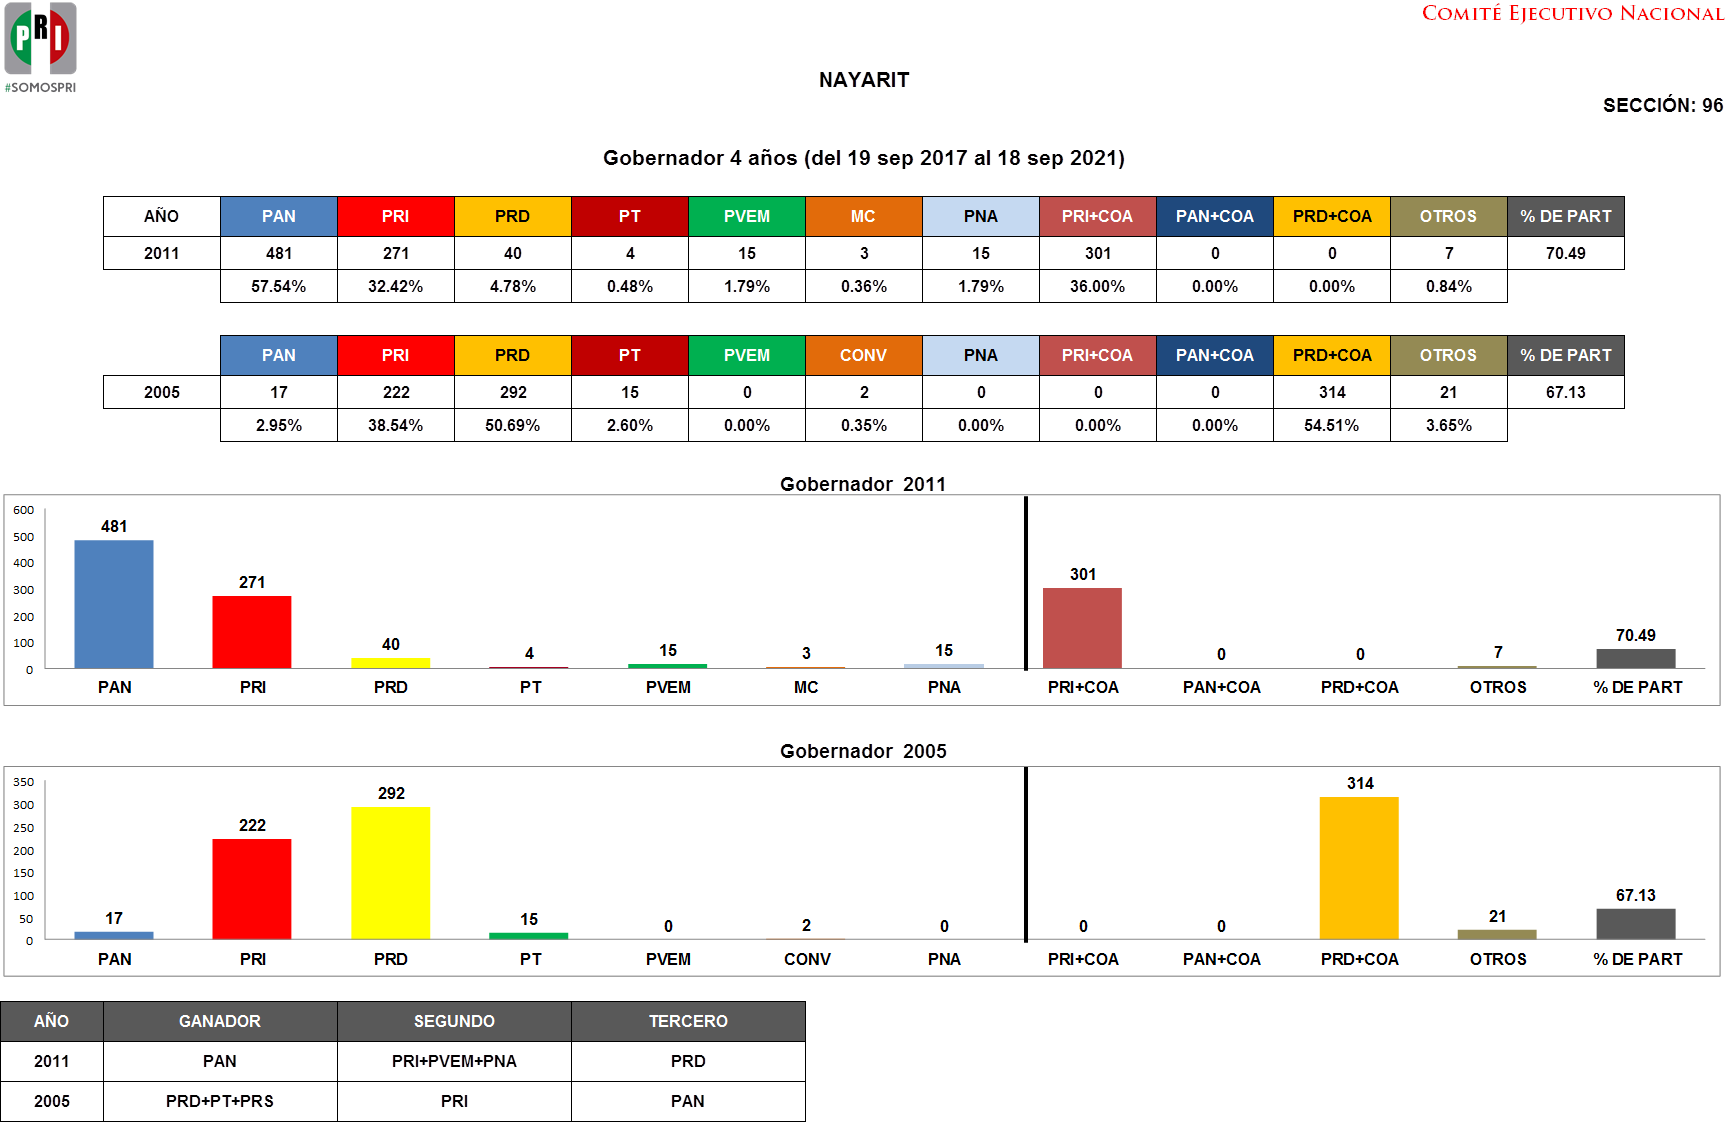 PRI
#SOMOSPRI
COMITÉ EJECUTIVO NACIONAL
NAYARIT
SECCIÓN: 96
Gobernador 4 años (del 19 sep 2017 al 18 sep 2021)
AÑO PAN PRI PRD PT PVEM MC PNA PRI+COA PAN+COA PRD+COA OTROS % DE PART
2011 481 271 40 4 15 3 15 301 0 0 7 70.49
57.54% 32.42% 4.78% 0.48% 1.79% 0.36% 1.79% 36.00% 0.00% 0.00% 0.84%
PAN PRI PRD PT PVEM CONV PNA PRI+COA PAN+COA PRD+COA OTROS % DE PART
2005 17 222 292 15 0 2 0 0 0 314 21 67.13
2.95% 38.54% 50.69% 2.60% 0.00% 0.35% 0.00% 0.00% 0.00% 54.51% 3.65%
Gobernador 2011
600
500
400
300
200
100
0
481 271 40 4 15 3 15 301 0 0 7 70.49
PAN PRI PRD PT PVEM MC PNA PRI+COA PAN+COA PRD+COA OTROS % DE PART
Gobernador 2005
350
300
250
200
150
100
50
0
17 222 292 15 0 2 0 0 0 314 21 67.13
PAN PRI PRD PT PVEM CONV PNA PRI+COA PAN+COA PRD+COA OTROS % DE PART
AÑO GANADOR SEGUNDO TERCERO
2011 PAN PRI+PVEM+PNA PRD
2005 PRD+PT+PRS PRI PAN